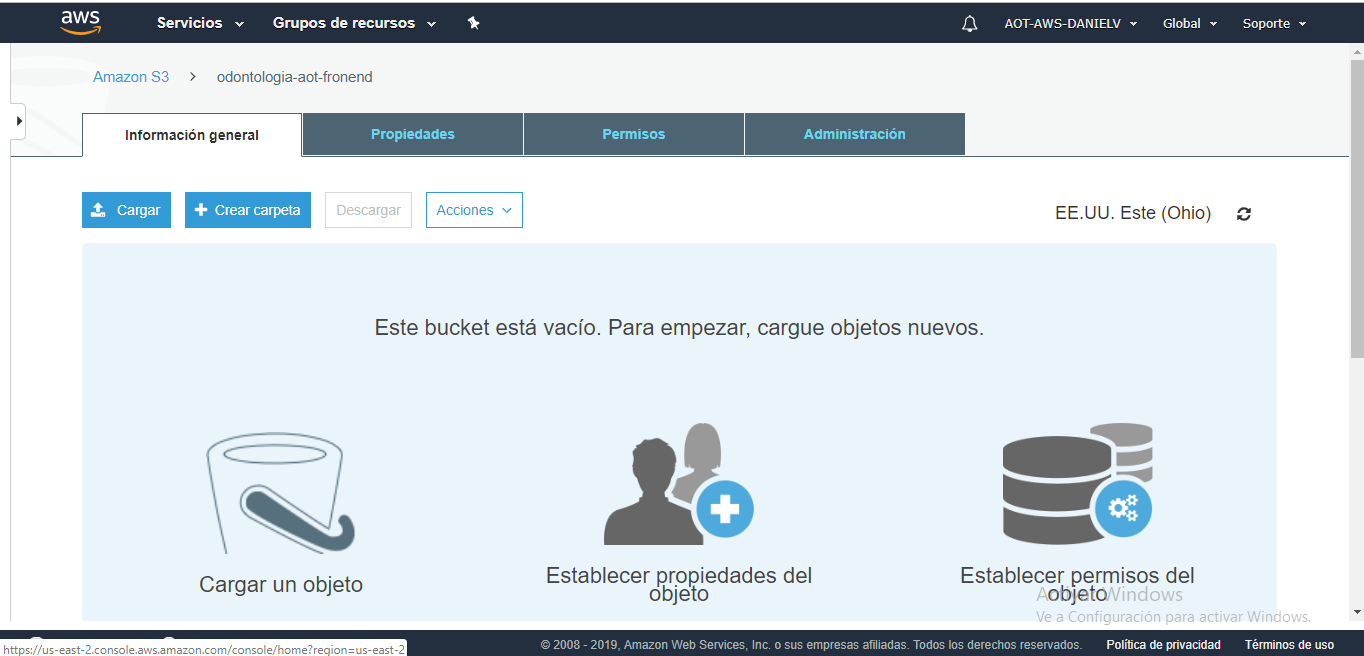 aws Servicios Grupos de recursos AOT-AWS-DANIELV Global Soporte
Amazon S3 > odontologia-aot-fronend
Información general Propiedades Permisos Administración
Cargar Crear carpeta Descargar Acciones EE.UU. Este (Ohio)
Este bucket está vacío. Para empezar, cargue objetos nuevos.
Cargar un objeto
Establecer propiedades del
objeto
Establecer permisos del
objeto
Activar Windows
Ve a Configuración para activar Windows.
https://us-east-2.console.aws.amazon.com/console/home?region=us-east-2
© 2008 - 2019, Amazon Web Services, Inc. o sus empresas afiliadas. Todos los derechos reservados. Política de privacidad Términos de uso